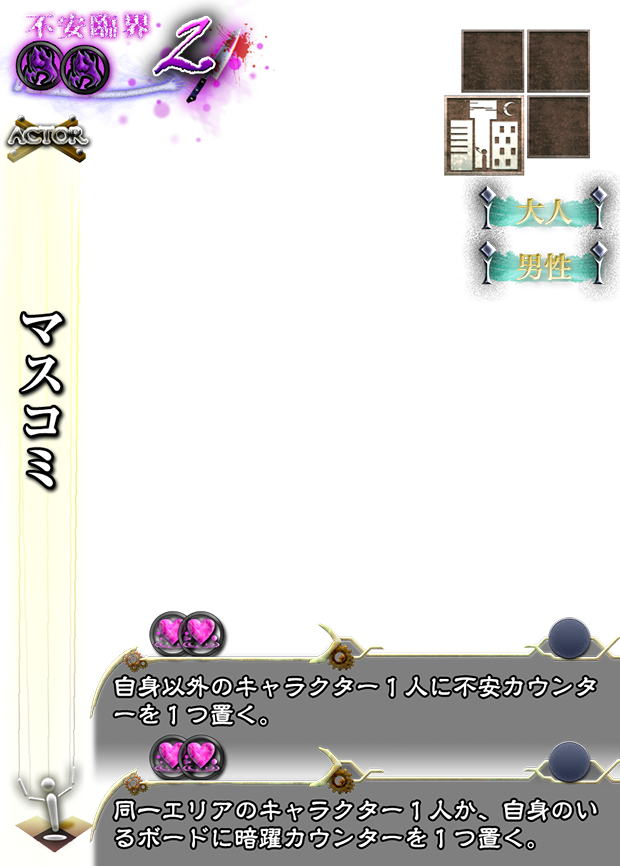 不安臨界
2
ACTOR
大人
男性
マスコミ
自身以外のキャラクター1人に不安カウンタ
ーを1つ置く。
同一エリアのキャラクター1人か、自身のい
るボードに暗躍カウンターを1つ置く。